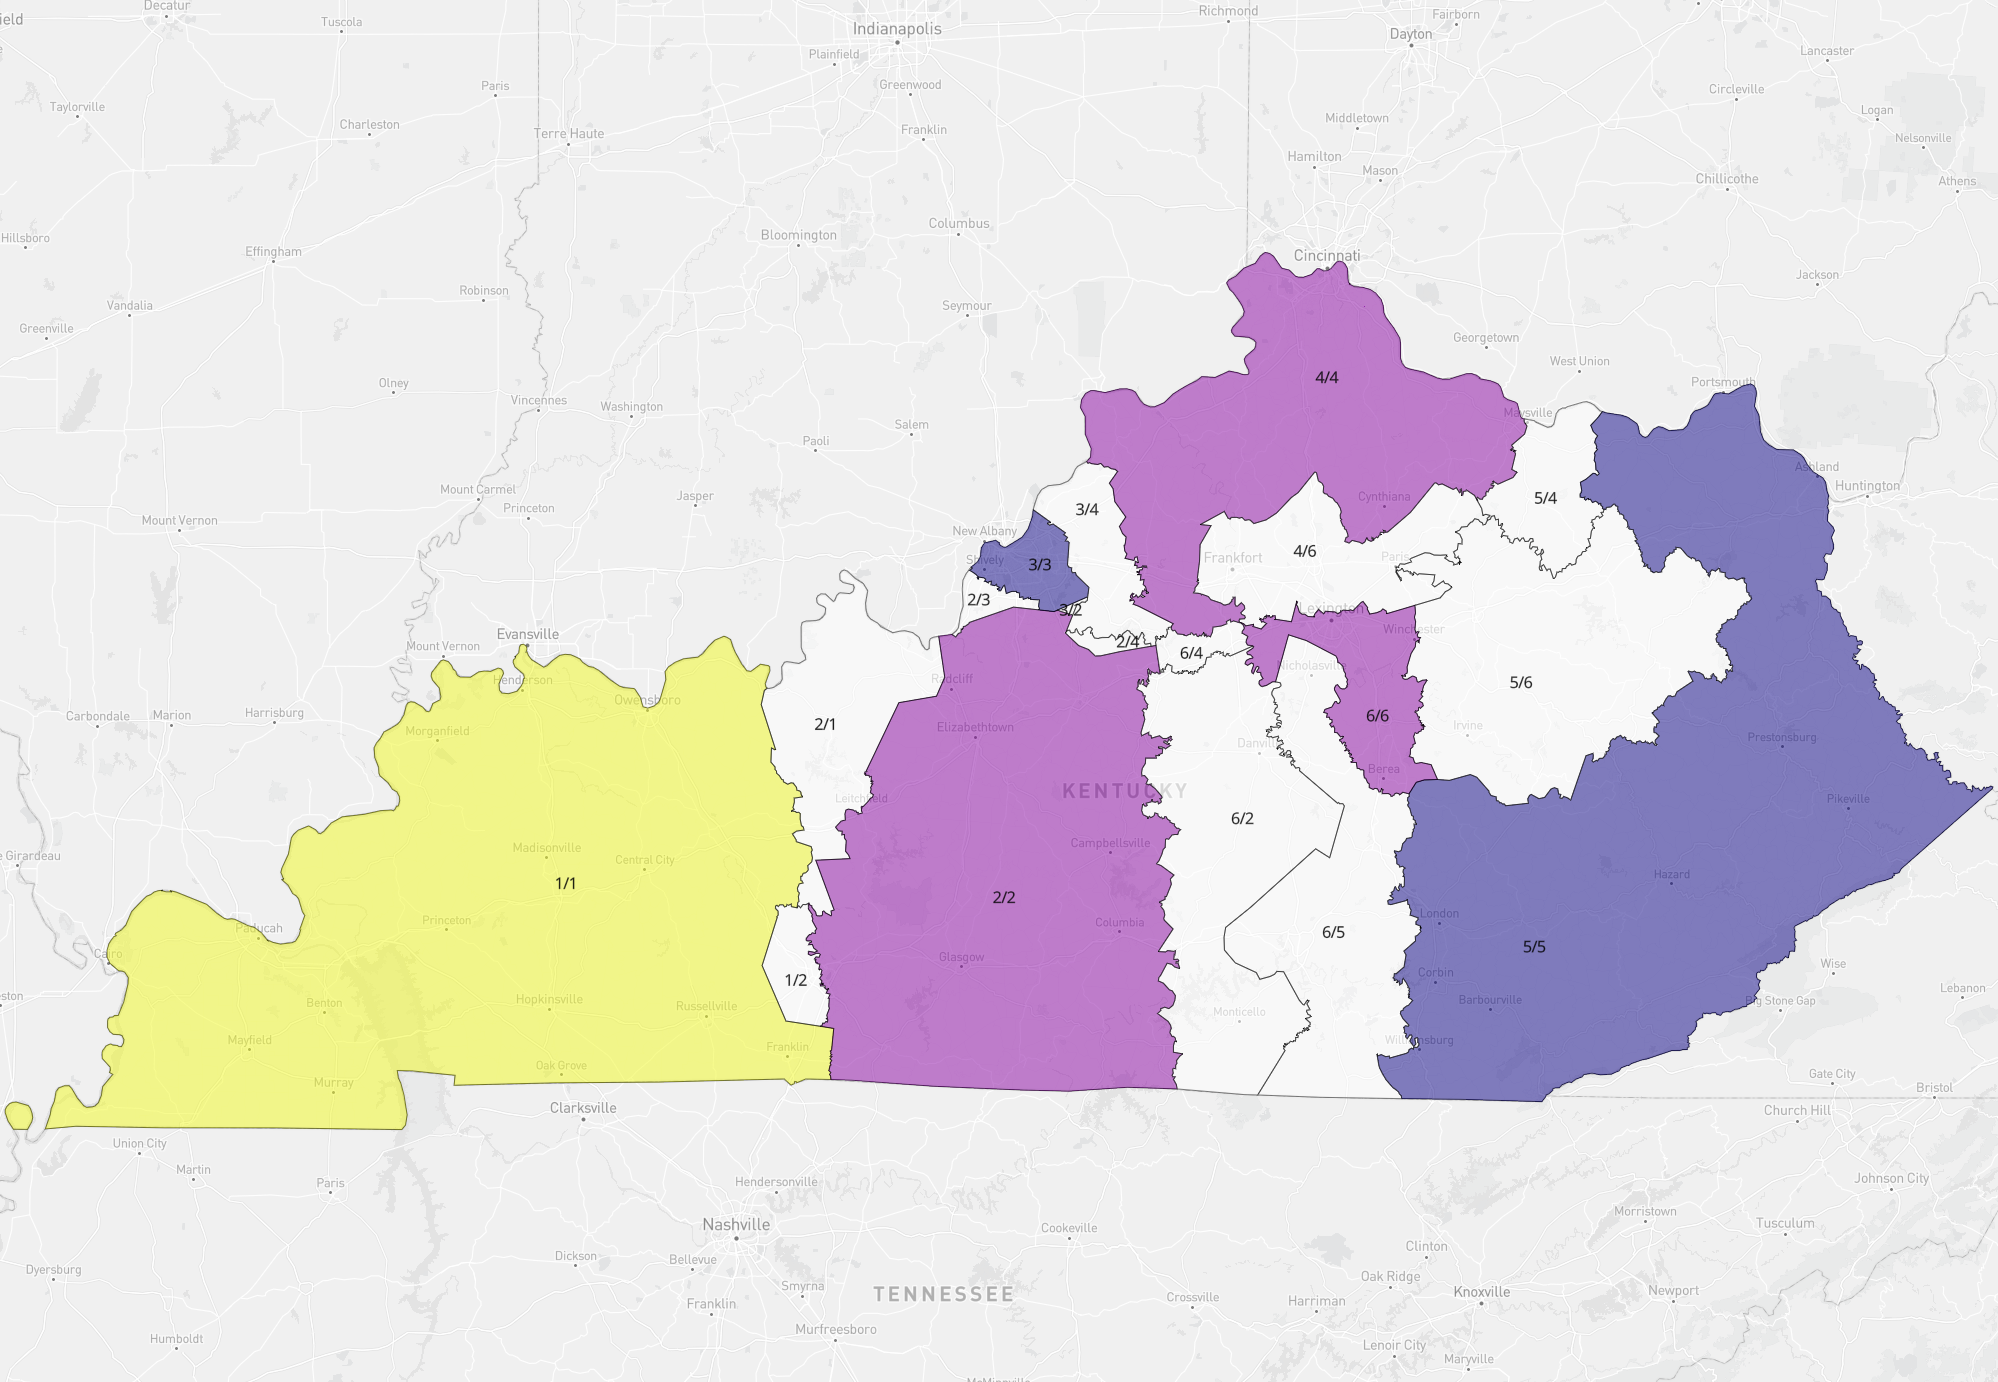 Decatur
Tuscola
Indianapolis
Richmond
Fairborn
Dayton
Plainfield
Lancaster
Paris
Greenwood
Circleville
Taylorville
Charleston
Terre Haute
Franklin
Middletown
Logan
Nelsonville
Hamilton
Mason
Chillicothe
Athens
Hillsboro
Effingham
Bloomington
Columbus
Cincinnati
Jackson
Vandalia
Robinson
Seymour
Greenville
Georgetown
West Union
Olney
Vincennes
Washington
4/4
Portsmouth
Salem
Paoli
Maysville
Ashland
Huntington
Mount Carmel
Jasper
Cynthiana
5/4
Mount Vernon
Princeton
3/4
New Albany
Shively
3/3
Frankfort
4/6
Paris
2/3
3/2
Lexington
Winchester
Evansville
Mount Vernon
2/4
6/4
Nicholasville
Henderson
Owensboro
Radcliff
5/6
Carbondale
Marion
Harrisburg
Morganfield
2/1
Elizabethtown
6/6
Irvine
Danville
Prestonsburg
Berea
KENTUCKY
Leitchfield
Pikeville
6/2
Madisonville
Central City
Campbellsville
e Girardeau
1/1
2/2
Hazard
Paducah
Princeton
Columbia
6/5
London
5/5
Cairo
Glasgow
Wise
1/2
Corbin
Benton
Hopkinsville
Russellville
Monticello
Barbourville
Big Stone Gap
Lebanon
Mayfield
Franklin
Williamsburg
Murray
Oak Grove
Gate City
Bristol
Clarksville
Church Hill
Union City
Martin
Paris
Hendersonville
Johnson City
Nashville
Cookeville
Morristown
Tusculum
Dyersburg
Dickson
Bellevue
Clinton
Smyrna
Oak Ridge
TENNESSEE
Crossville
Harriman
Knoxville
Newport
Franklin
Humboldt
Murfreesboro
Lenoir City
Maryville